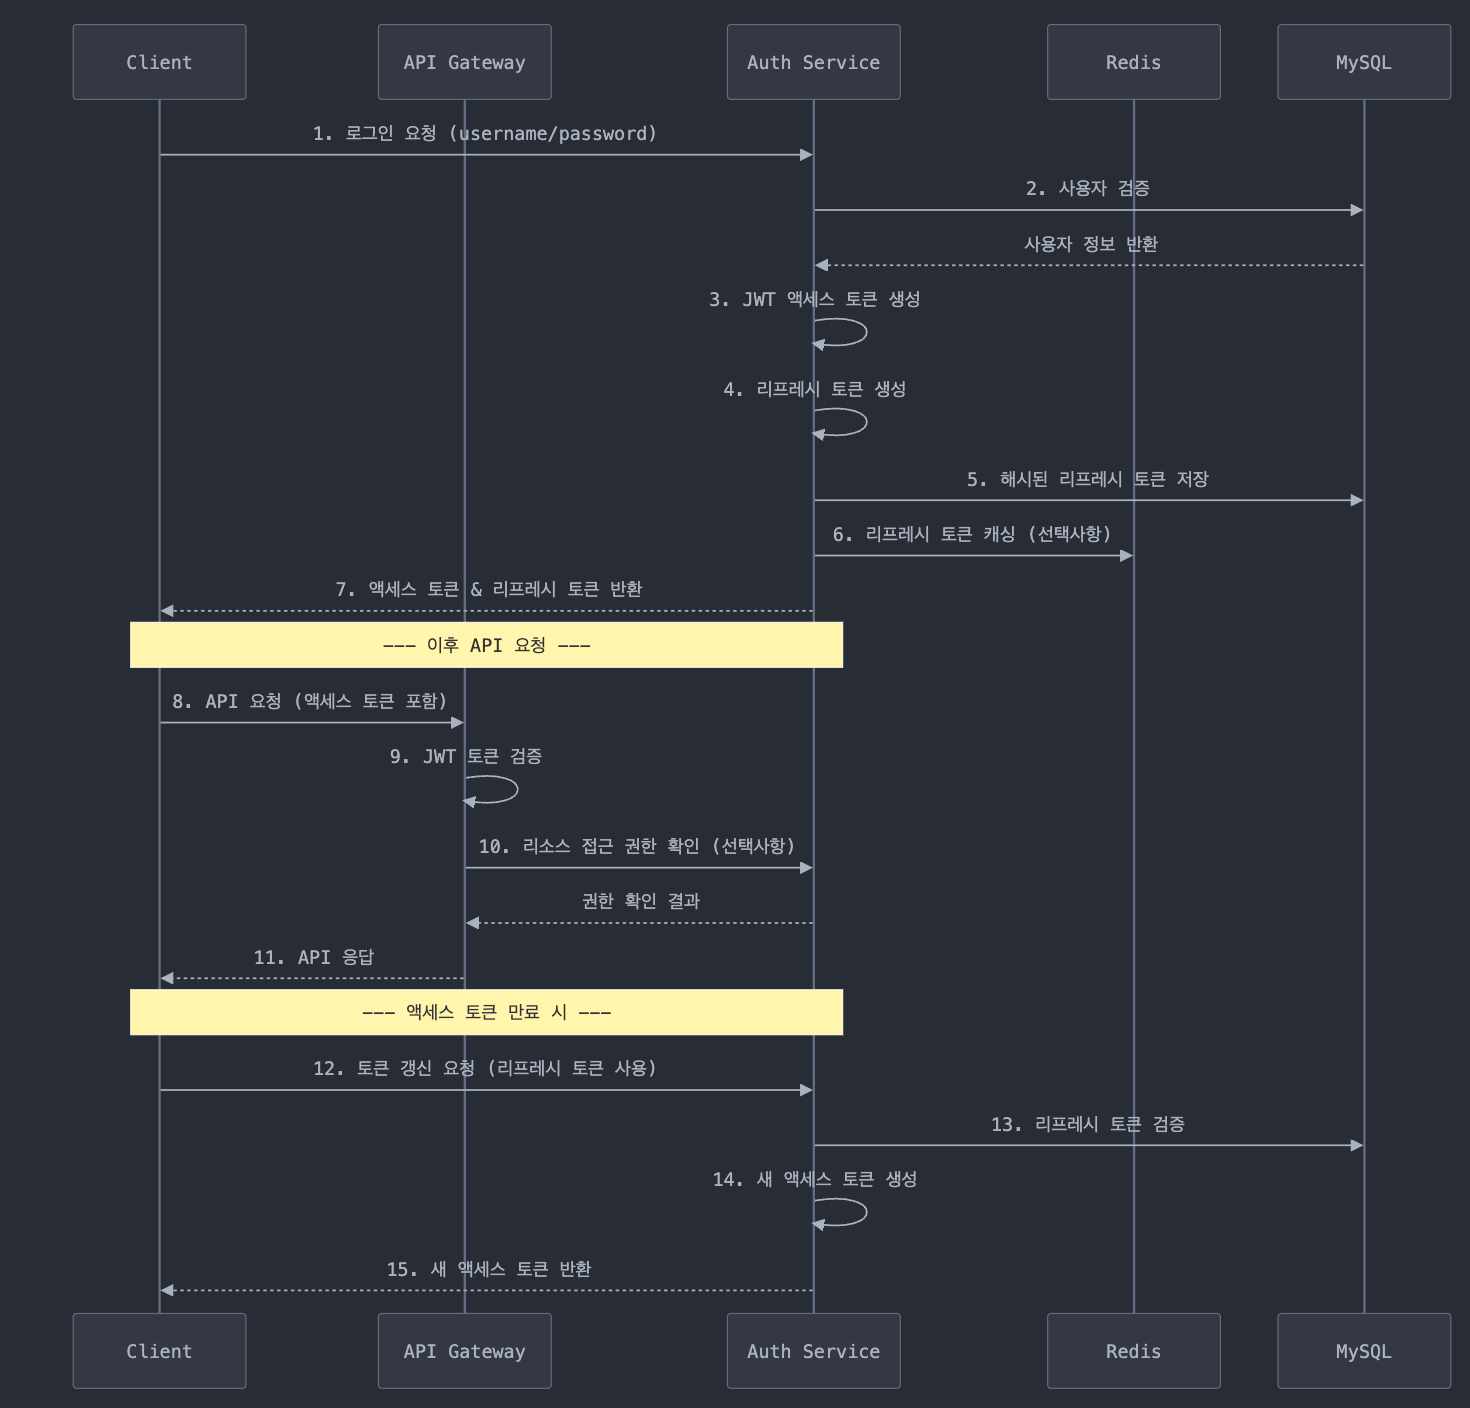 Client
API Gateway
Auth Service
Redis
MySQL
1. 로그인 요청 (username/password)
2. 사용자 검증
사용자 정보 반환
3. JWT 액세스 토큰 생성
4. 리프레시 토큰 생성
5. 해시된 리프레시 토큰 저장
6. 리프레시 토큰 캐싱 (선택사항)
7. 액세스 토큰 & 리프레시 토큰 반환
--- 이후 API 요청 ---
8. API 요청 (액세스 토큰 포함)
9. JWT 토큰 검증
10. 리소스 접근 권한 확인 (선택사항)
권한 확인 결과
11. API 응답
--- 액세스 토큰 만료 시 ---
12. 토큰 갱신 요청 (리프레시 토큰 사용)
13. 리프레시 토큰 검증
14. 새 액세스 토큰 생성
15. 새 액세스 토큰 반환
Client
API Gateway
Auth Service
Redis
MySQL